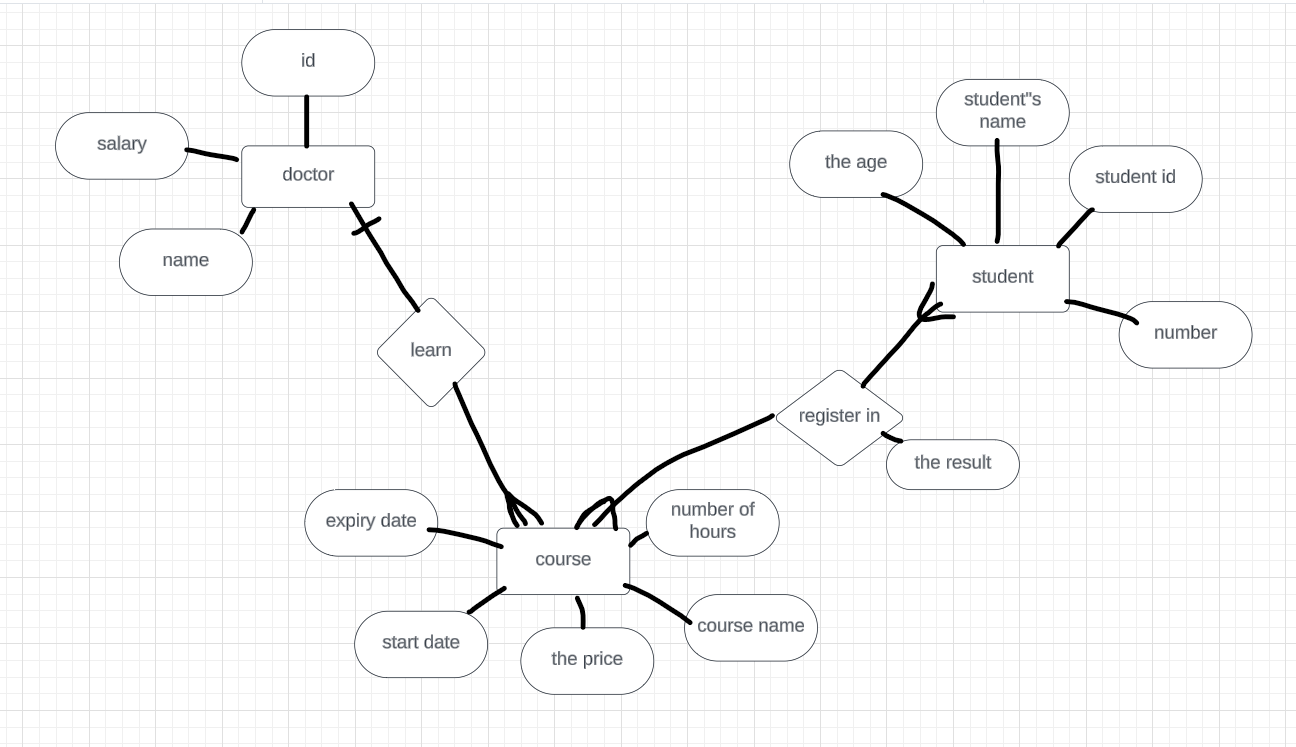 id
salary
doctor
name
learn
student"s
name
the age
student id
student
number
register in
the result
expiry date
number of
hours
course
start date
the price
course name